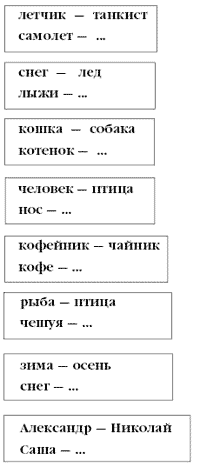 летчик — танкист
самолет — ...
снег — лед
лыжи — ...
кошка — собака
котенок — ...
человек — птица
нос — ...
кофейник — чайник
кофе — ...
рыба — птица
чешуя — ...
зима — осень
снег — ...
Александр — Николай
Саша — ...